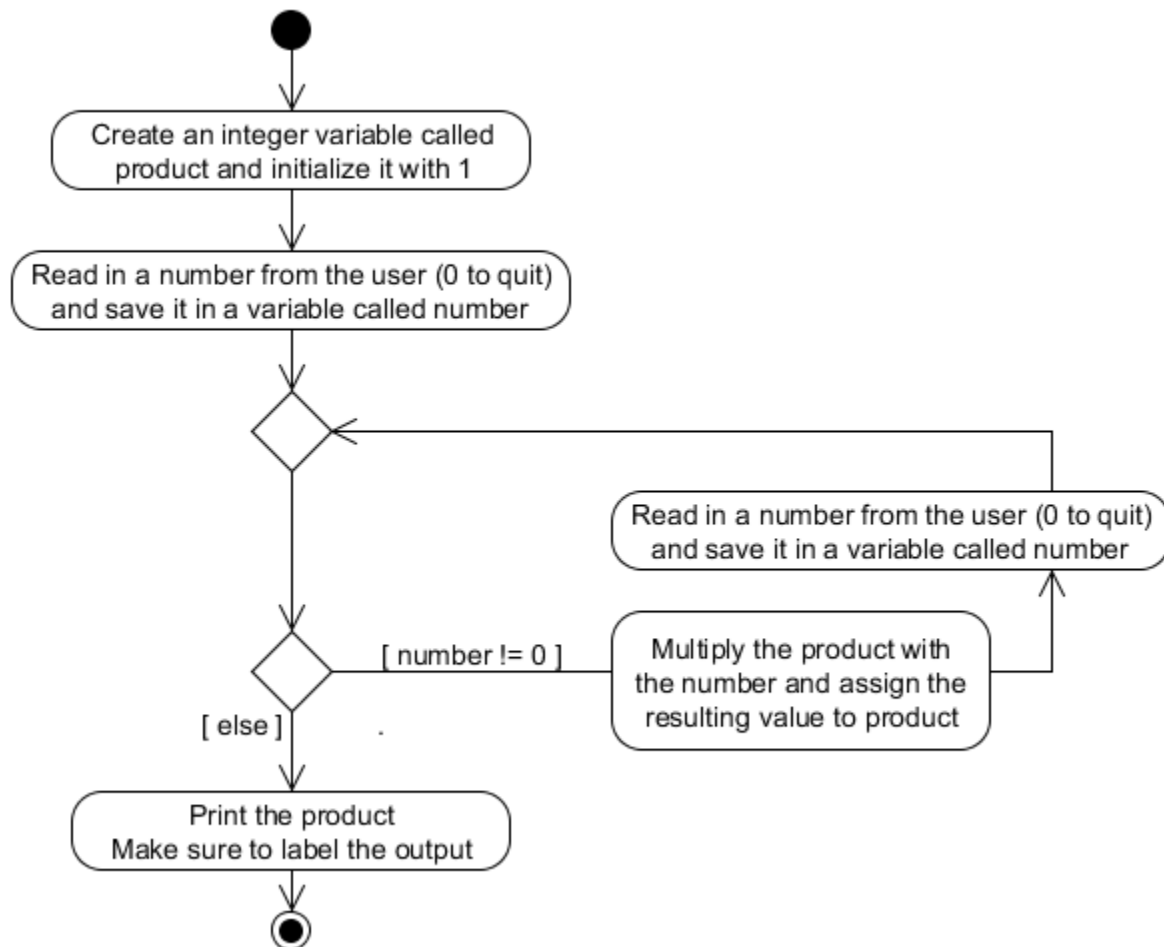 Create an integer variable called
product and initialize it with 1
Read in a number from the user (0 to quit)
and save it in a variable called number
Read in a number from the user (0 to quit)
and save it in a variable called number
[ number != 0 ]
Multiply the product with
the number and assign the
resulting value to product
[ else ]
.
Print the product
Make sure to label the output